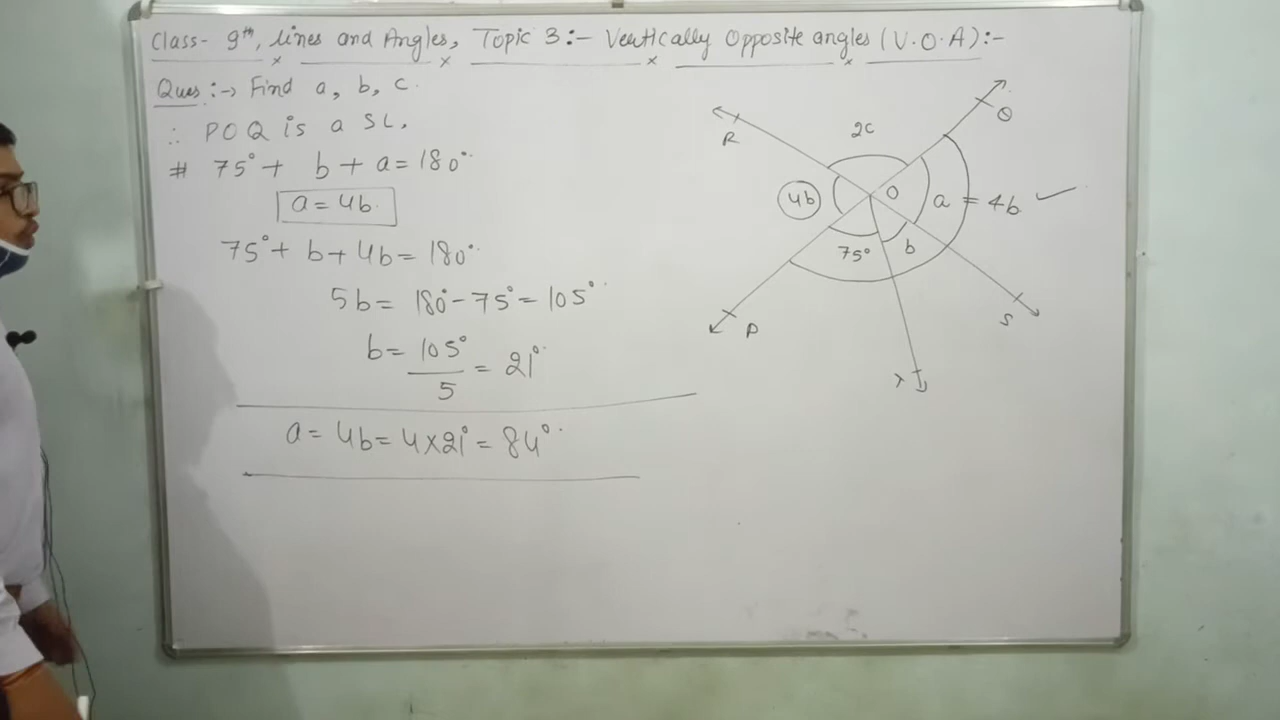 Class- 9th, Lines and Angles, Topic 3:- Vertically Opposite angles (V.O.A):-
Ques:-> Find a, b, c.
∴ POQ is a SL.
# 75° + b + a = 180°
a = 4b
75° + b + 4b = 180°
5b = 180° - 75° = 105°
b = 105°/5 = 21°
a = 4b = 4×21° = 84°
R
2c
Q
4b
O
a = 4b ✓
75°
b
P
S